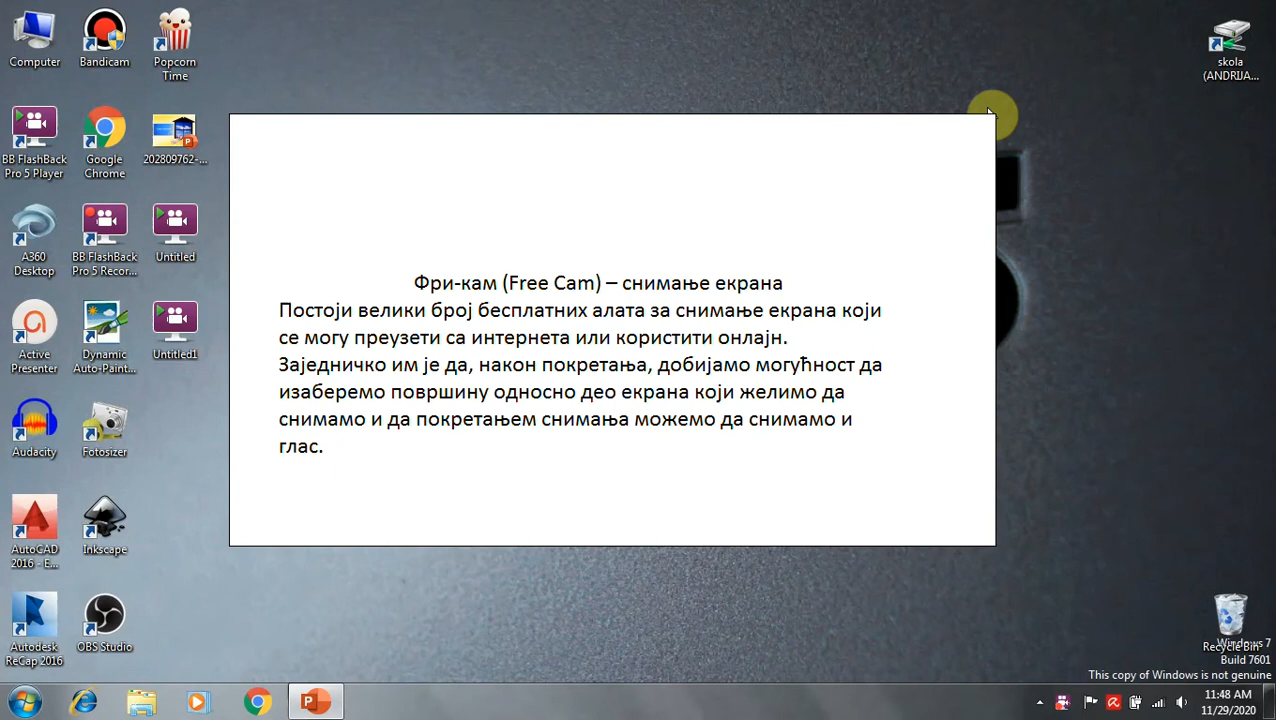 Computer
Bandicam
Popcorn
Time
skola
(ANDRIJA...
BB FlashBack
Pro 5 Player
Google
Chrome
202809762-...
A360
Desktop
BB FlashBack
Pro 5 Recor...
Untitled
Active
Presenter
Dynamic
Auto-Paint...
Untitled1
Audacity
Fotosizer
AutoCAD
2016 - E...
Inkscape
Autodesk
ReCap 2016
OBS Studio
Фри-кам (Free Cam) – снимање екрана
Постоји велики број бесплатних алата за снимање екрана који
се могу преузети са интернета или користити онлајн.
Заједничко им је да, након покретања, добијамо могућност да
изаберемо површину односно део екрана који желимо да
снимамо и да покретањем снимања можемо да снимамо и
глас.
Recycle Bin
Windows 7
Build 7601
This copy of Windows is not genuine
11:48 AM
11/29/2020